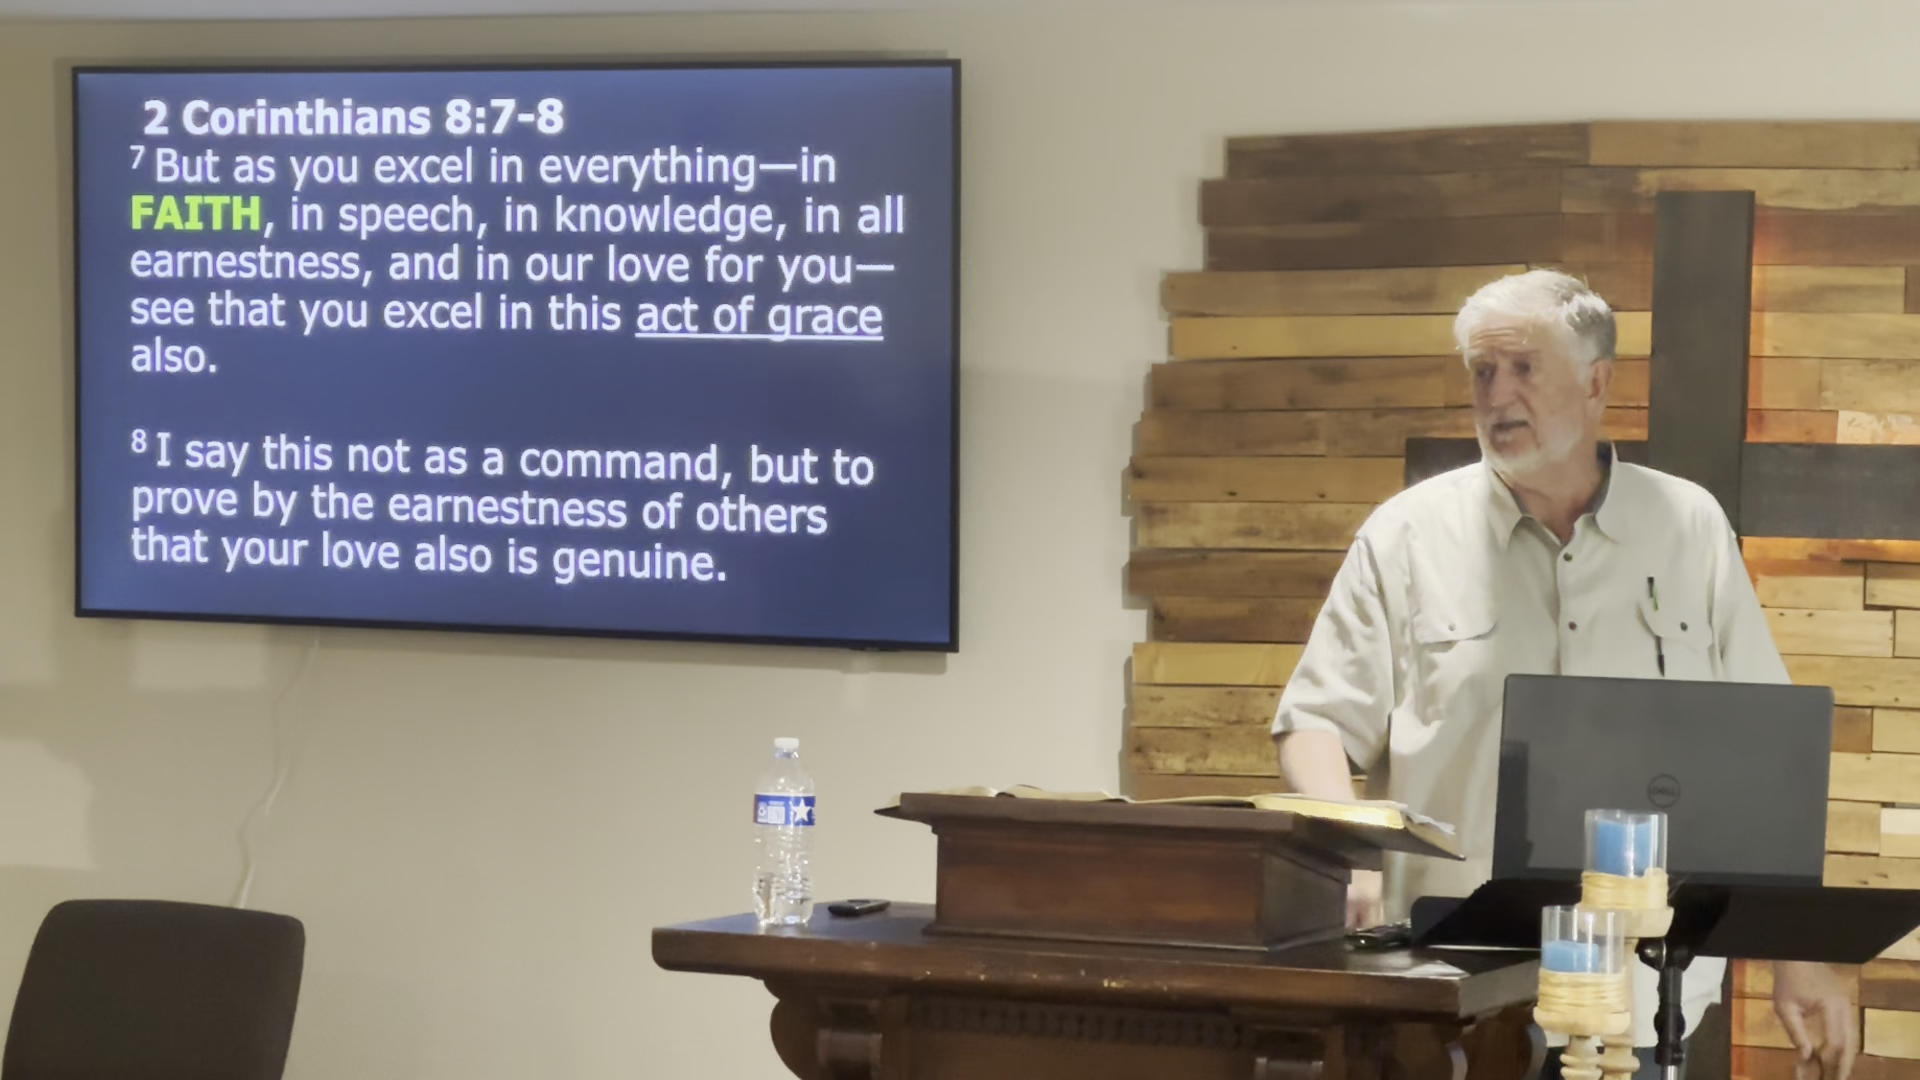 2 Corinthians 8:7-8
7 But as you excel in everything—in
FAITH, in speech, in knowledge, in all
earnestness, and in our love for you—
see that you excel in this act of grace
also.
8 I say this not as a command, but to
prove by the earnestness of others
that your love also is genuine.
DELL